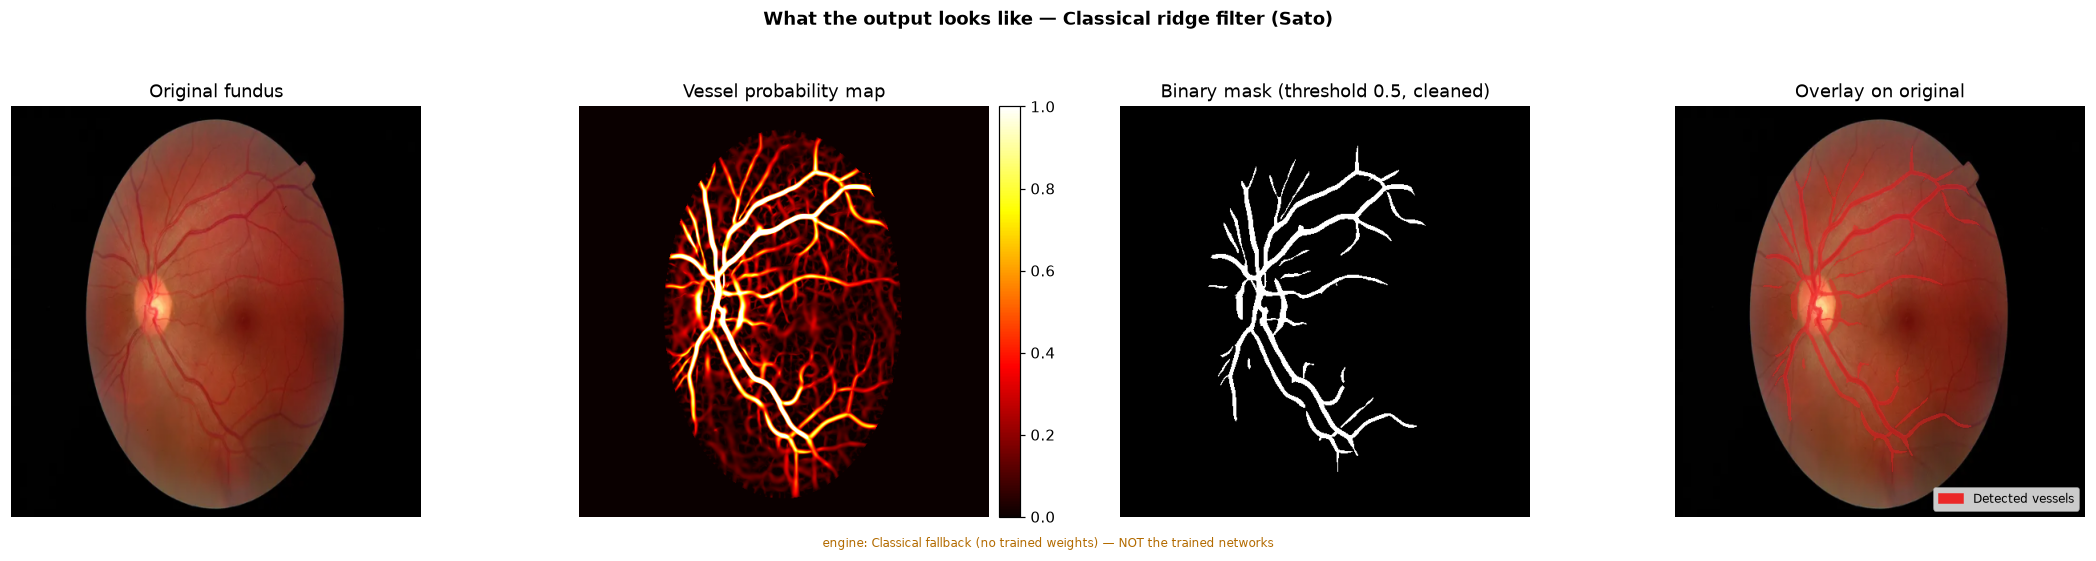 What the output looks like — Classical ridge filter (Sato)
Original fundus
Vessel probability map
Binary mask (threshold 0.5, cleaned)
Overlay on original
1.0
0.8
0.6
0.4
0.2
0.0
Detected vessels
engine: Classical fallback (no trained weights) — NOT the trained networks